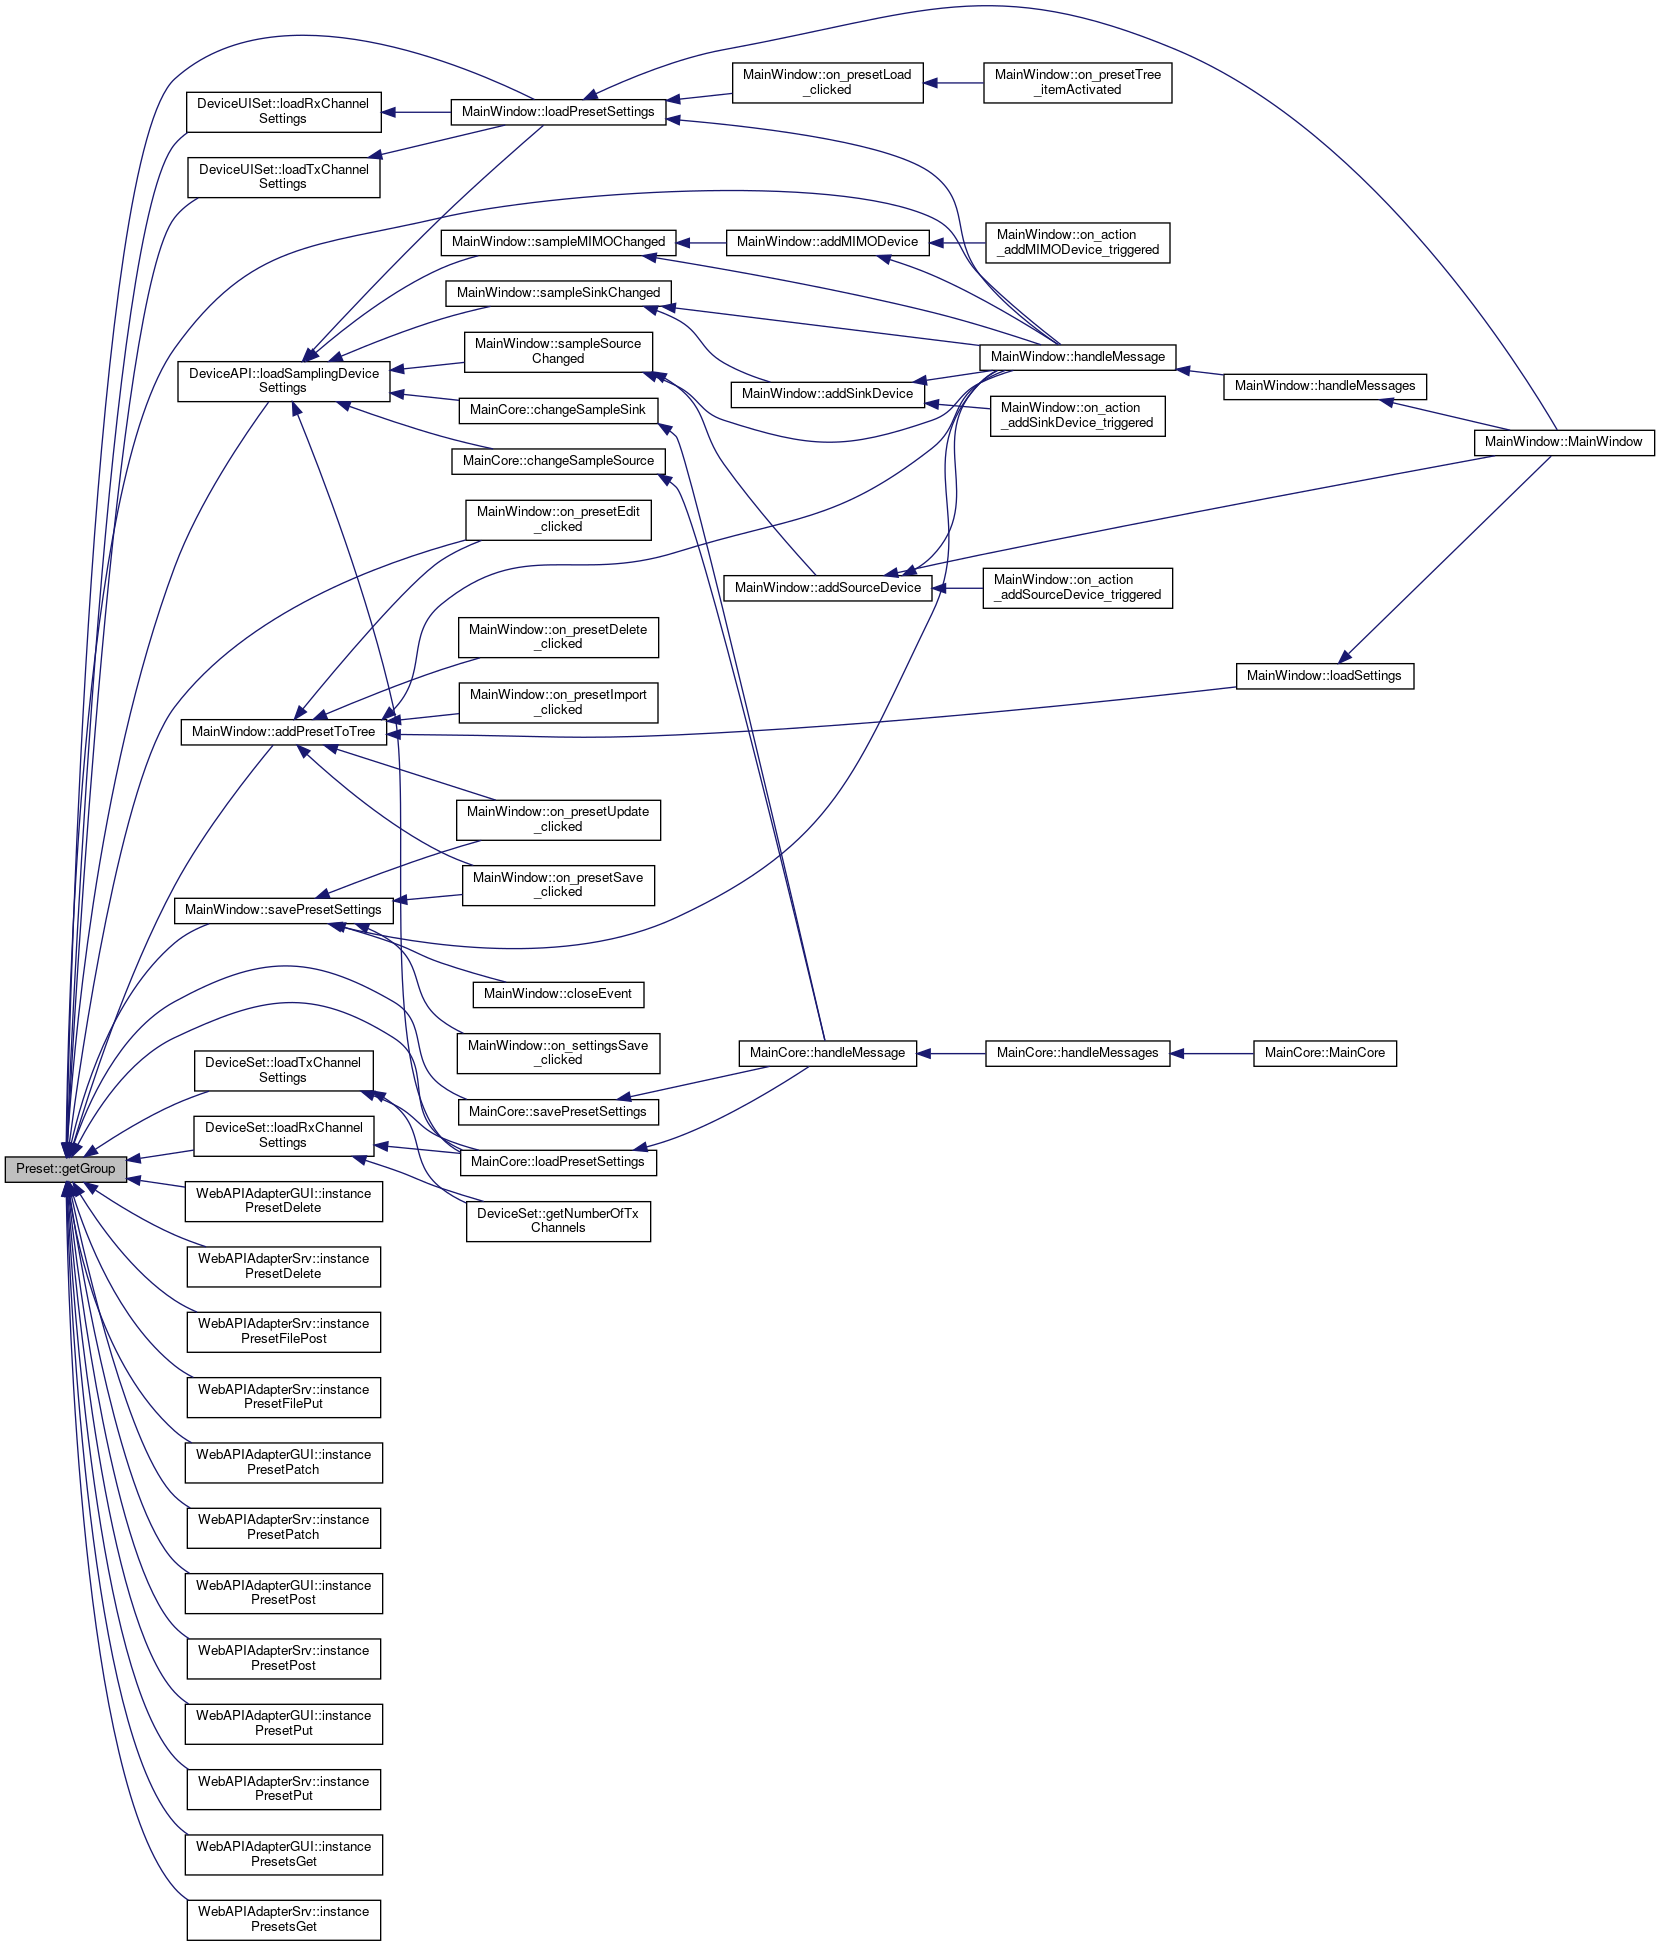 MainWindow::on_presetLoad
_clicked
MainWindow::on_presetTree
_itemActivated
DeviceUISet::loadRxChannel
Settings
MainWindow::loadPresetSettings
DeviceUISet::loadTxChannel
Settings
MainWindow::sampleMIMOChanged
MainWindow::addMIMODevice
MainWindow::on_action
_addMIMODevice_triggered
MainWindow::sampleSinkChanged
MainWindow::sampleSource
Changed
MainWindow::handleMessage
DeviceAPI::loadSamplingDevice
Settings
MainWindow::addSinkDevice
MainWindow::handleMessages
MainCore::changeSampleSink
MainWindow::on_action
_addSinkDevice_triggered
MainWindow::MainWindow
MainCore::changeSampleSource
MainWindow::on_presetEdit
_clicked
MainWindow::addSourceDevice
MainWindow::on_action
_addSourceDevice_triggered
MainWindow::on_presetDelete
_clicked
MainWindow::loadSettings
MainWindow::on_presetImport
_clicked
MainWindow::addPresetToTree
MainWindow::on_presetUpdate
_clicked
MainWindow::on_presetSave
_clicked
MainWindow::savePresetSettings
MainWindow::closeEvent
MainWindow::on_settingsSave
_clicked
MainCore::handleMessage
MainCore::handleMessages
MainCore::MainCore
DeviceSet::loadTxChannel
Settings
MainCore::savePresetSettings
DeviceSet::loadRxChannel
Settings
MainCore::loadPresetSettings
Preset::getGroup
WebAPIAdapterGUI::instance
PresetDelete
DeviceSet::getNumberOfTx
Channels
WebAPIAdapterSrv::instance
PresetDelete
WebAPIAdapterSrv::instance
PresetFilePost
WebAPIAdapterSrv::instance
PresetFilePut
WebAPIAdapterGUI::instance
PresetPatch
WebAPIAdapterSrv::instance
PresetPatch
WebAPIAdapterGUI::instance
PresetPost
WebAPIAdapterSrv::instance
PresetPost
WebAPIAdapterGUI::instance
PresetPut
WebAPIAdapterSrv::instance
PresetPut
WebAPIAdapterGUI::instance
PresetsGet
WebAPIAdapterSrv::instance
PresetsGet